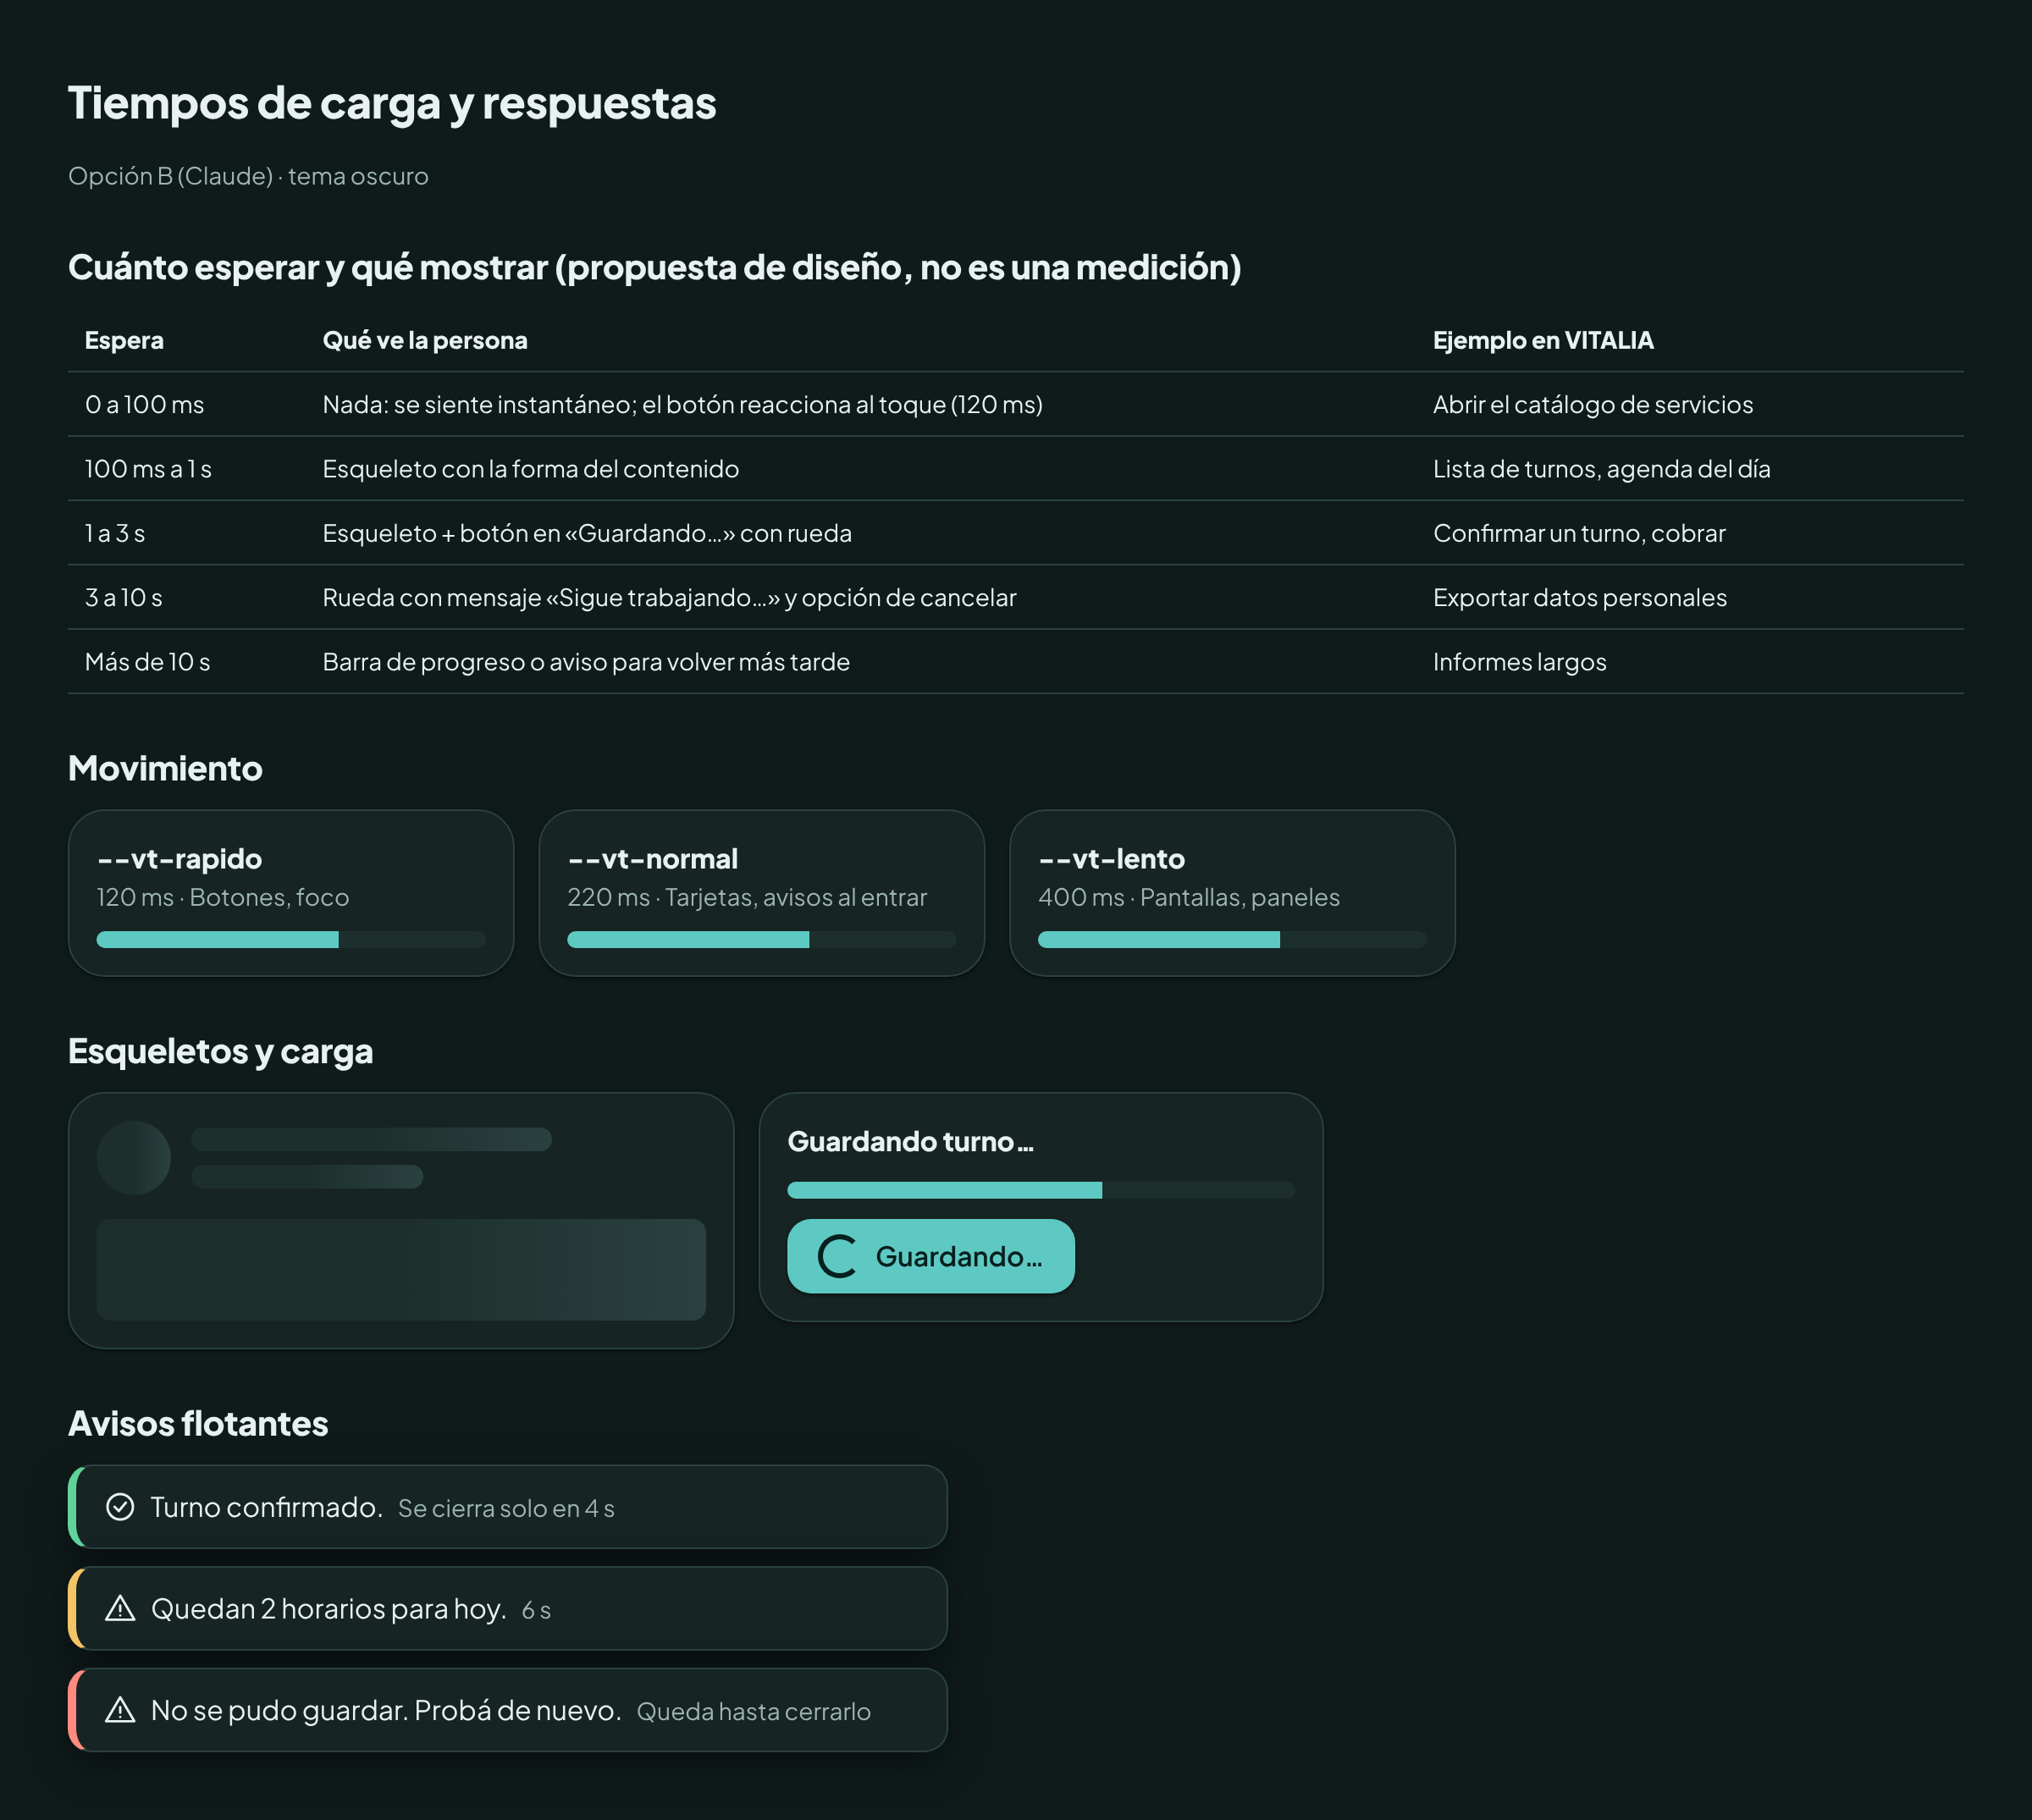 Tiempos de carga y respuestas
Opción B (Claude) · tema oscuro
Cuánto esperar y qué mostrar (propuesta de diseño, no es una medición)
Espera Qué ve la persona Ejemplo en VITALIA
0 a 100 ms Nada: se siente instantáneo; el botón reacciona al toque (120 ms) Abrir el catálogo de servicios
100 ms a 1 s Esqueleto con la forma del contenido Lista de turnos, agenda del día
1 a 3 s Esqueleto + botón en «Guardando…» con rueda Confirmar un turno, cobrar
3 a 10 s Rueda con mensaje «Sigue trabajando…» y opción de cancelar Exportar datos personales
Más de 10 s Barra de progreso o aviso para volver más tarde Informes largos
Movimiento
--vt-rapido
120 ms · Botones, foco
--vt-normal
220 ms · Tarjetas, avisos al entrar
--vt-lento
400 ms · Pantallas, paneles
Esqueletos y carga
Guardando turno…
Guardando…
Avisos flotantes
Turno confirmado. Se cierra solo en 4 s
Quedan 2 horarios para hoy. 6 s
No se pudo guardar. Probá de nuevo. Queda hasta cerrarlo